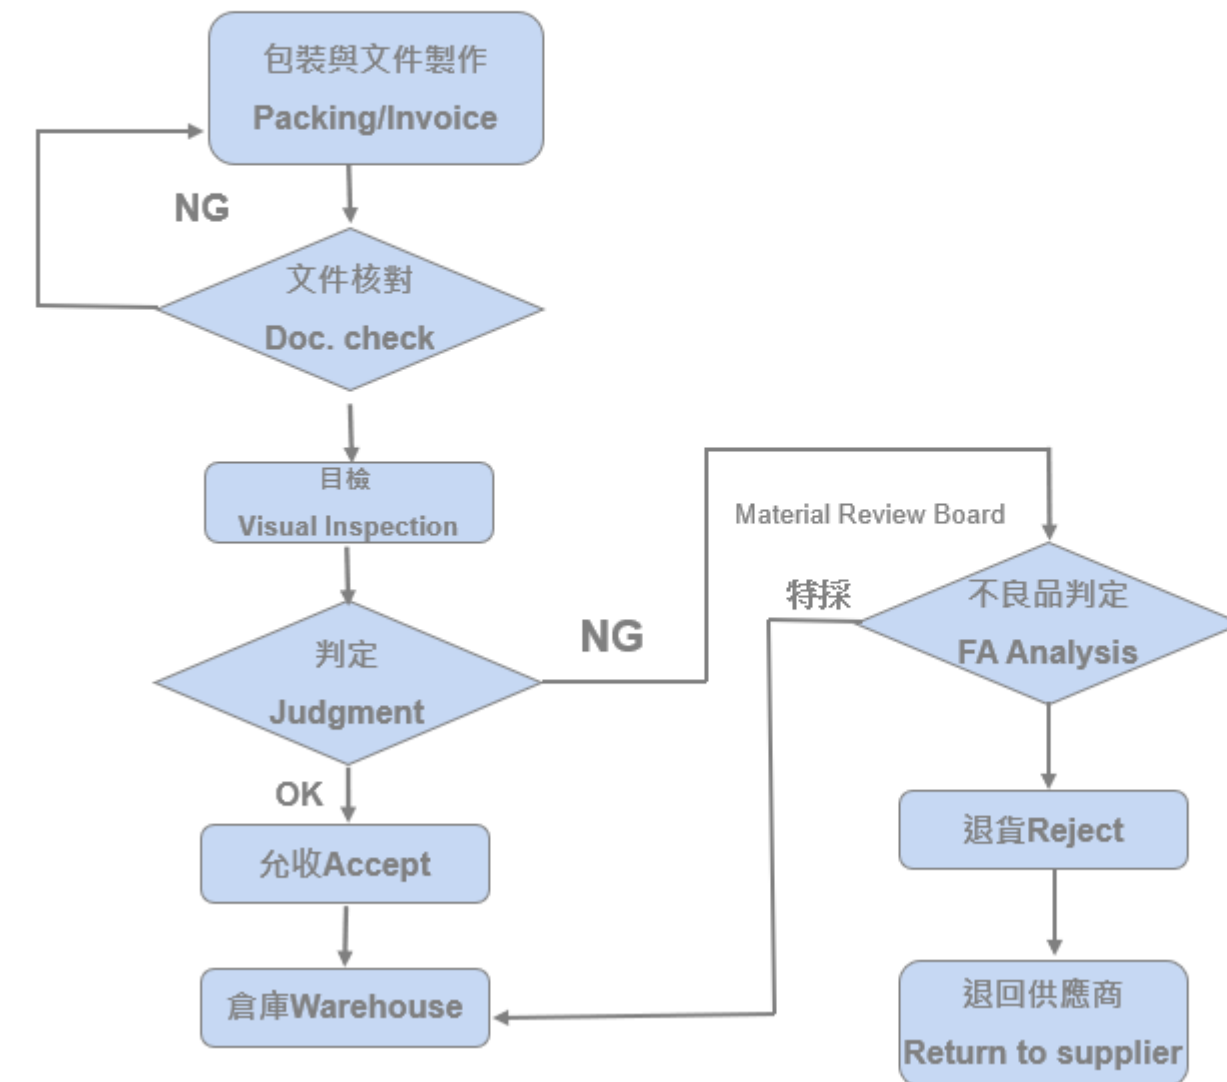 包裝與文件製作
Packing/Invoice
NG
文件核對
Doc. check
目檢
Visual Inspection
Material Review Board
特採
不良品判定
FA Analysis
NG
判定
Judgment
OK
允收Accept
退貨Reject
倉庫Warehouse
退回供應商
Return to supplier